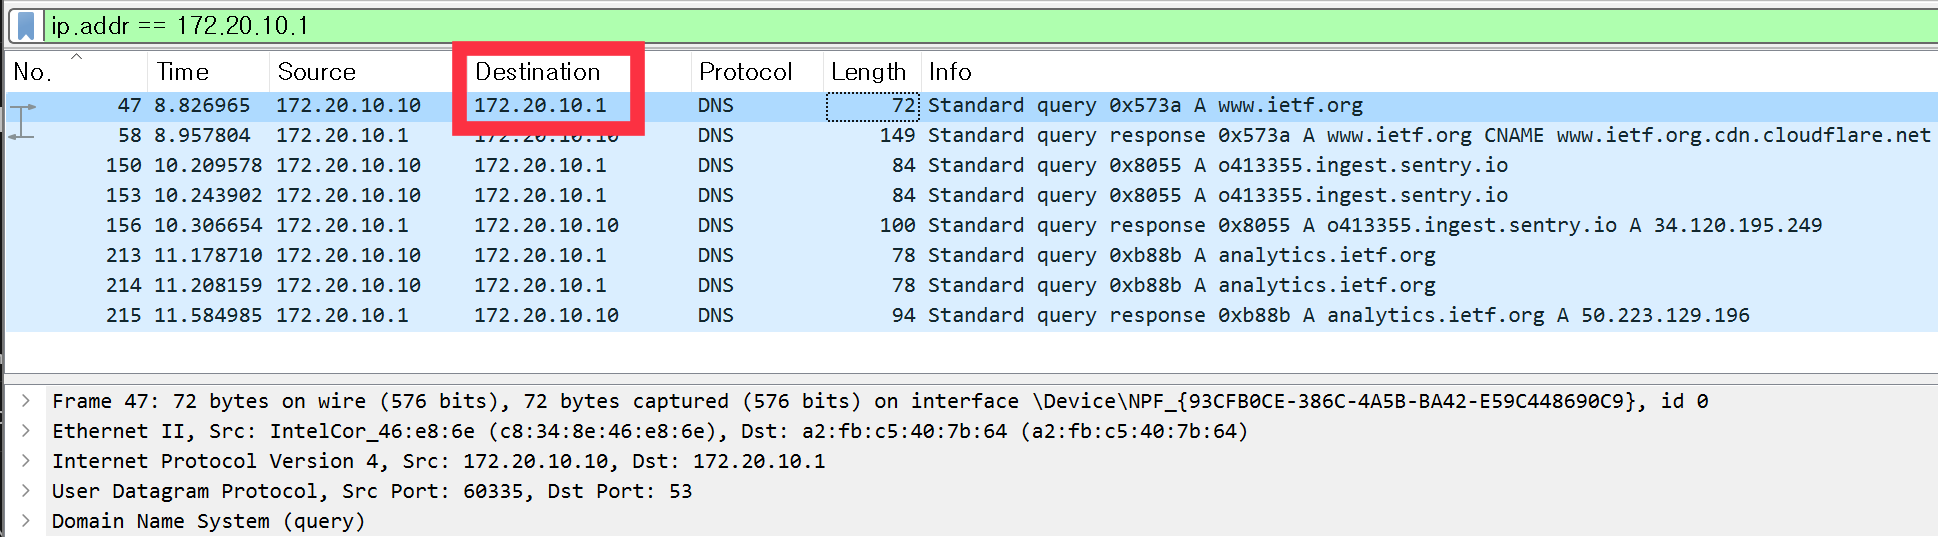 ip.addr == 172.20.10.1
No. Time Source Destination Protocol Length Info
47 8.826965 172.20.10.10 172.20.10.1 DNS 72 Standard query 0x573a A www.ietf.org
58 8.957804 172.20.10.1 172.20.10.10 DNS 149 Standard query response 0x573a A www.ietf.org CNAME www.ietf.org.cdn.cloudflare.net
150 10.209578 172.20.10.10 172.20.10.1 DNS 84 Standard query 0x8055 A o413355.ingest.sentry.io
153 10.243902 172.20.10.10 172.20.10.1 DNS 84 Standard query 0x8055 A o413355.ingest.sentry.io
156 10.306654 172.20.10.1 172.20.10.10 DNS 100 Standard query response 0x8055 A o413355.ingest.sentry.io A 34.120.195.249
213 11.178710 172.20.10.10 172.20.10.1 DNS 78 Standard query 0xb88b A analytics.ietf.org
214 11.208159 172.20.10.10 172.20.10.1 DNS 78 Standard query 0xb88b A analytics.ietf.org
215 11.584985 172.20.10.1 172.20.10.10 DNS 94 Standard query response 0xb88b A analytics.ietf.org A 50.223.129.196
Frame 47: 72 bytes on wire (576 bits), 72 bytes captured (576 bits) on interface \Device\NPF_{93CFB0CE-386C-4A5B-BA42-E59C448690C9}, id 0
Ethernet II, Src: IntelCor_46:e8:6e (c8:34:8e:46:e8:6e), Dst: a2:fb:c5:40:7b:64 (a2:fb:c5:40:7b:64)
Internet Protocol Version 4, Src: 172.20.10.10, Dst: 172.20.10.1
User Datagram Protocol, Src Port: 60335, Dst Port: 53
Domain Name System (query)